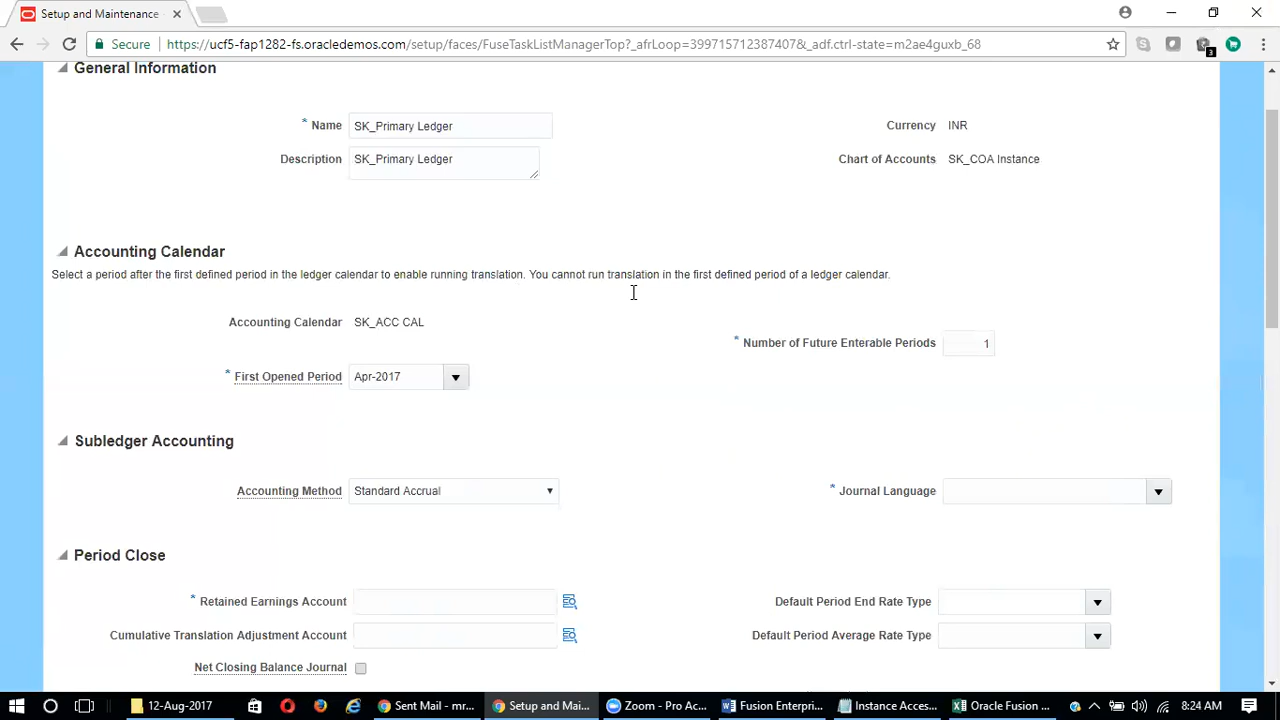 Setup and Maintenance
Secure
https://ucf5-fap1282-fs.oracledemos.com/setup/faces/FuseTaskListManagerTop?_afrLoop=399715712387407&_adf.ctrl-state=m2ae4guxb_68
3
General Information
* Name SK_Primary Ledger Currency INR
Description SK_Primary Ledger Chart of Accounts SK_COA Instance
Accounting Calendar
Select a period after the first defined period in the ledger calendar to enable running translation. You cannot run translation in the first defined period of a ledger calendar.
Accounting Calendar SK_ACC CAL
* Number of Future Enterable Periods 1
* First Opened Period Apr-2017
Subledger Accounting
Accounting Method Standard Accrual * Journal Language
Period Close
* Retained Earnings Account Default Period End Rate Type
Cumulative Translation Adjustment Account Default Period Average Rate Type
Net Closing Balance Journal
12-Aug-2017 Sent Mail - mr... Setup and Mai... Zoom - Pro Ac... Fusion Enterpri... Instance Acces... Oracle Fusion ... 8:24 AM